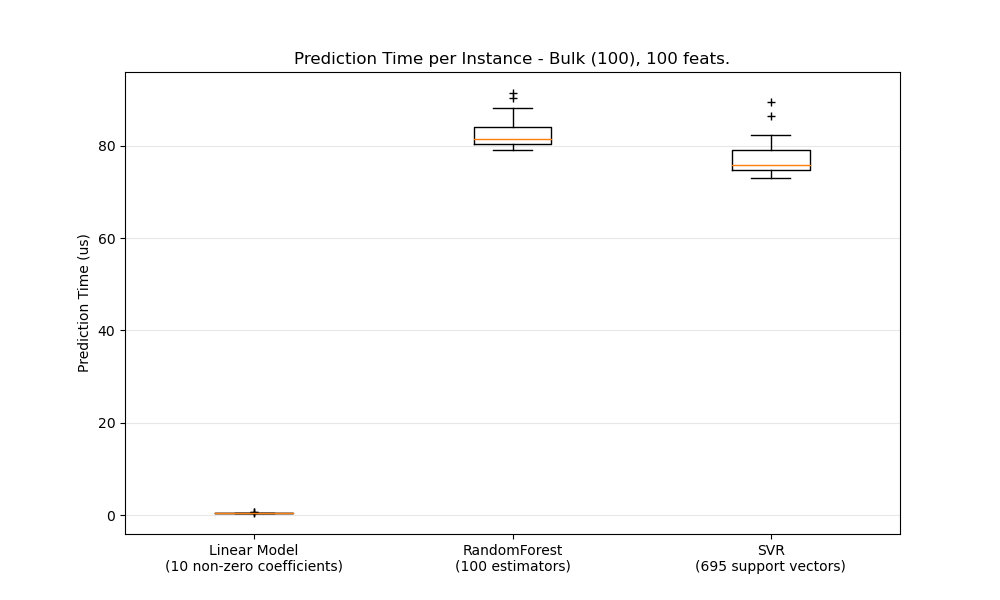 Prediction Time per Instance - Bulk (100), 100 feats.
Prediction Time (us)
80
60
40
20
0
Linear Model
(10 non-zero coefficients)
RandomForest
(100 estimators)
SVR
(695 support vectors)